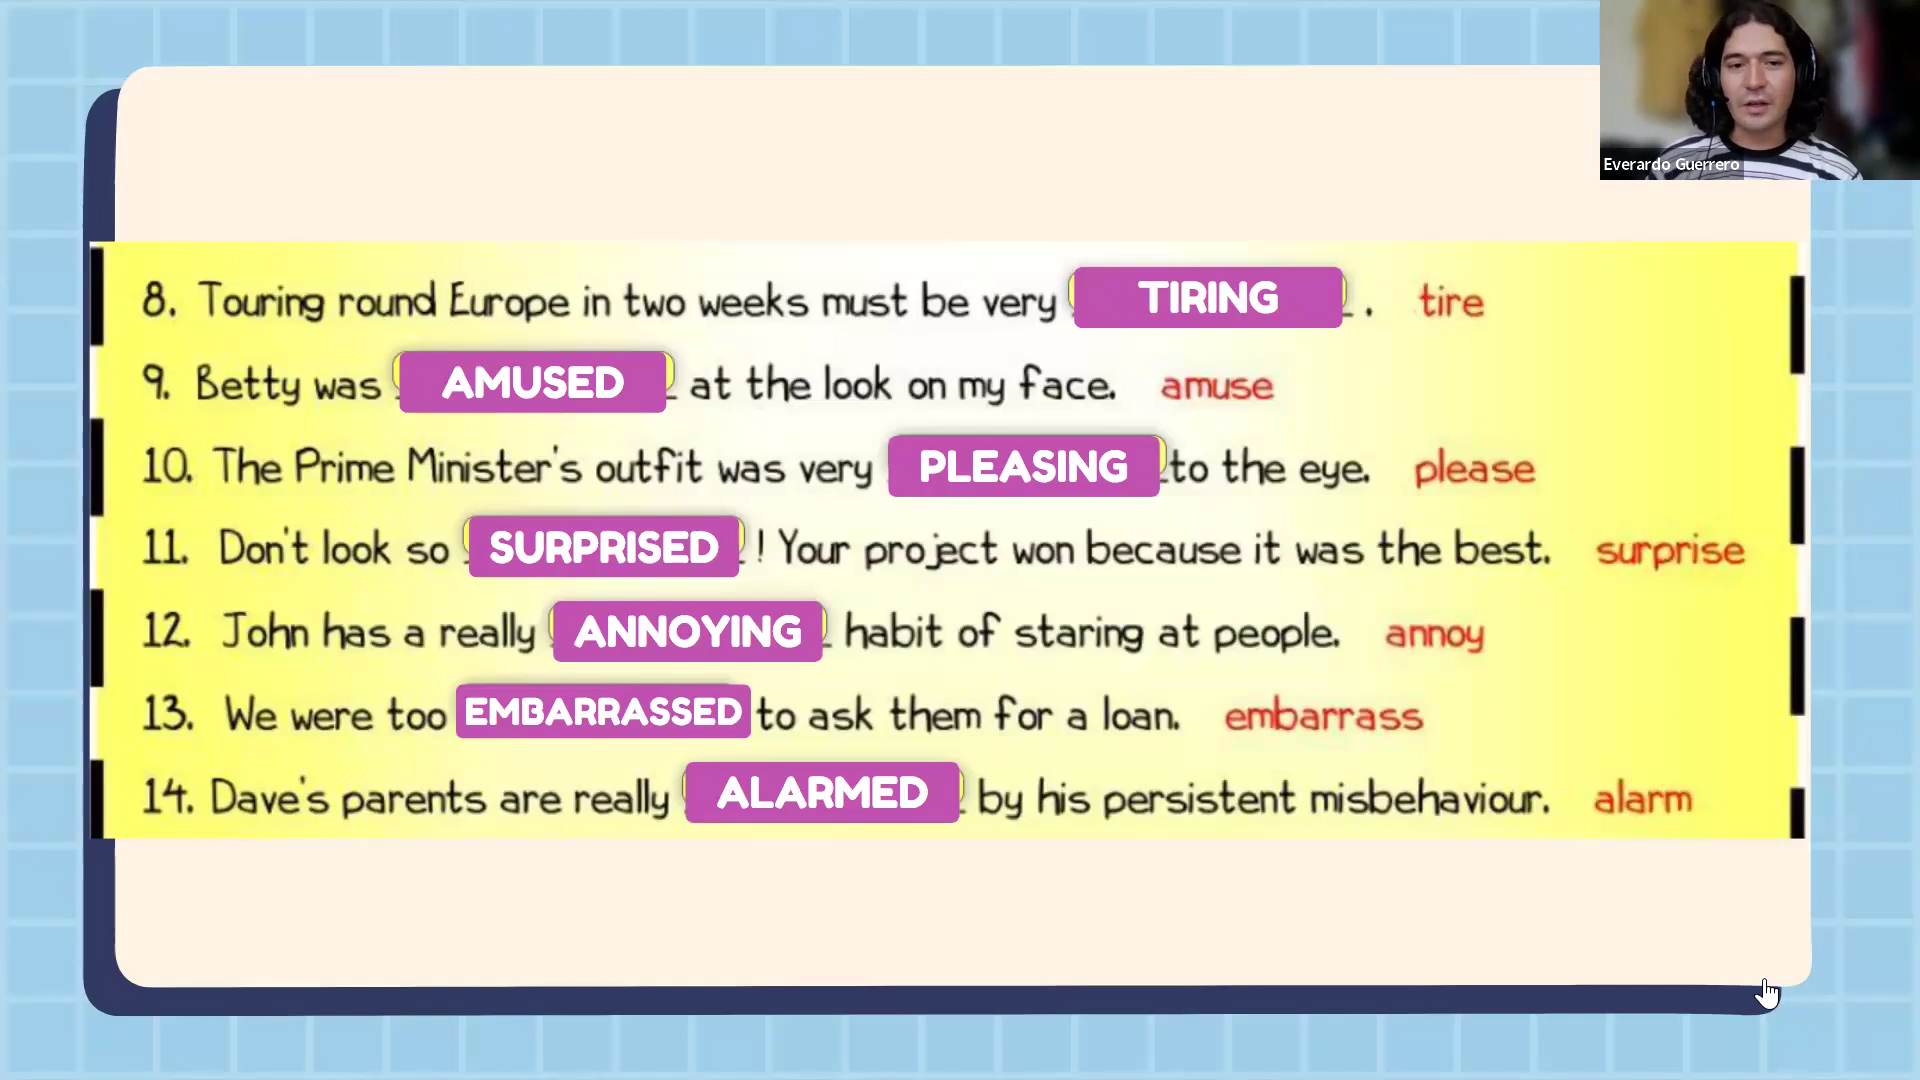 Everardo Guerrero
8. Touring round Europe in two weeks must be very TIRING . tire
9. Betty was AMUSED at the look on my face. amuse
10. The Prime Minister's outfit was very PLEASING to the eye. please
11. Don't look so SURPRISED ! Your project won because it was the best. surprise
12. John has a really ANNOYING habit of staring at people. annoy
13. We were too EMBARRASSED to ask them for a loan. embarrass
14. Dave's parents are really ALARMED by his persistent misbehaviour. alarm